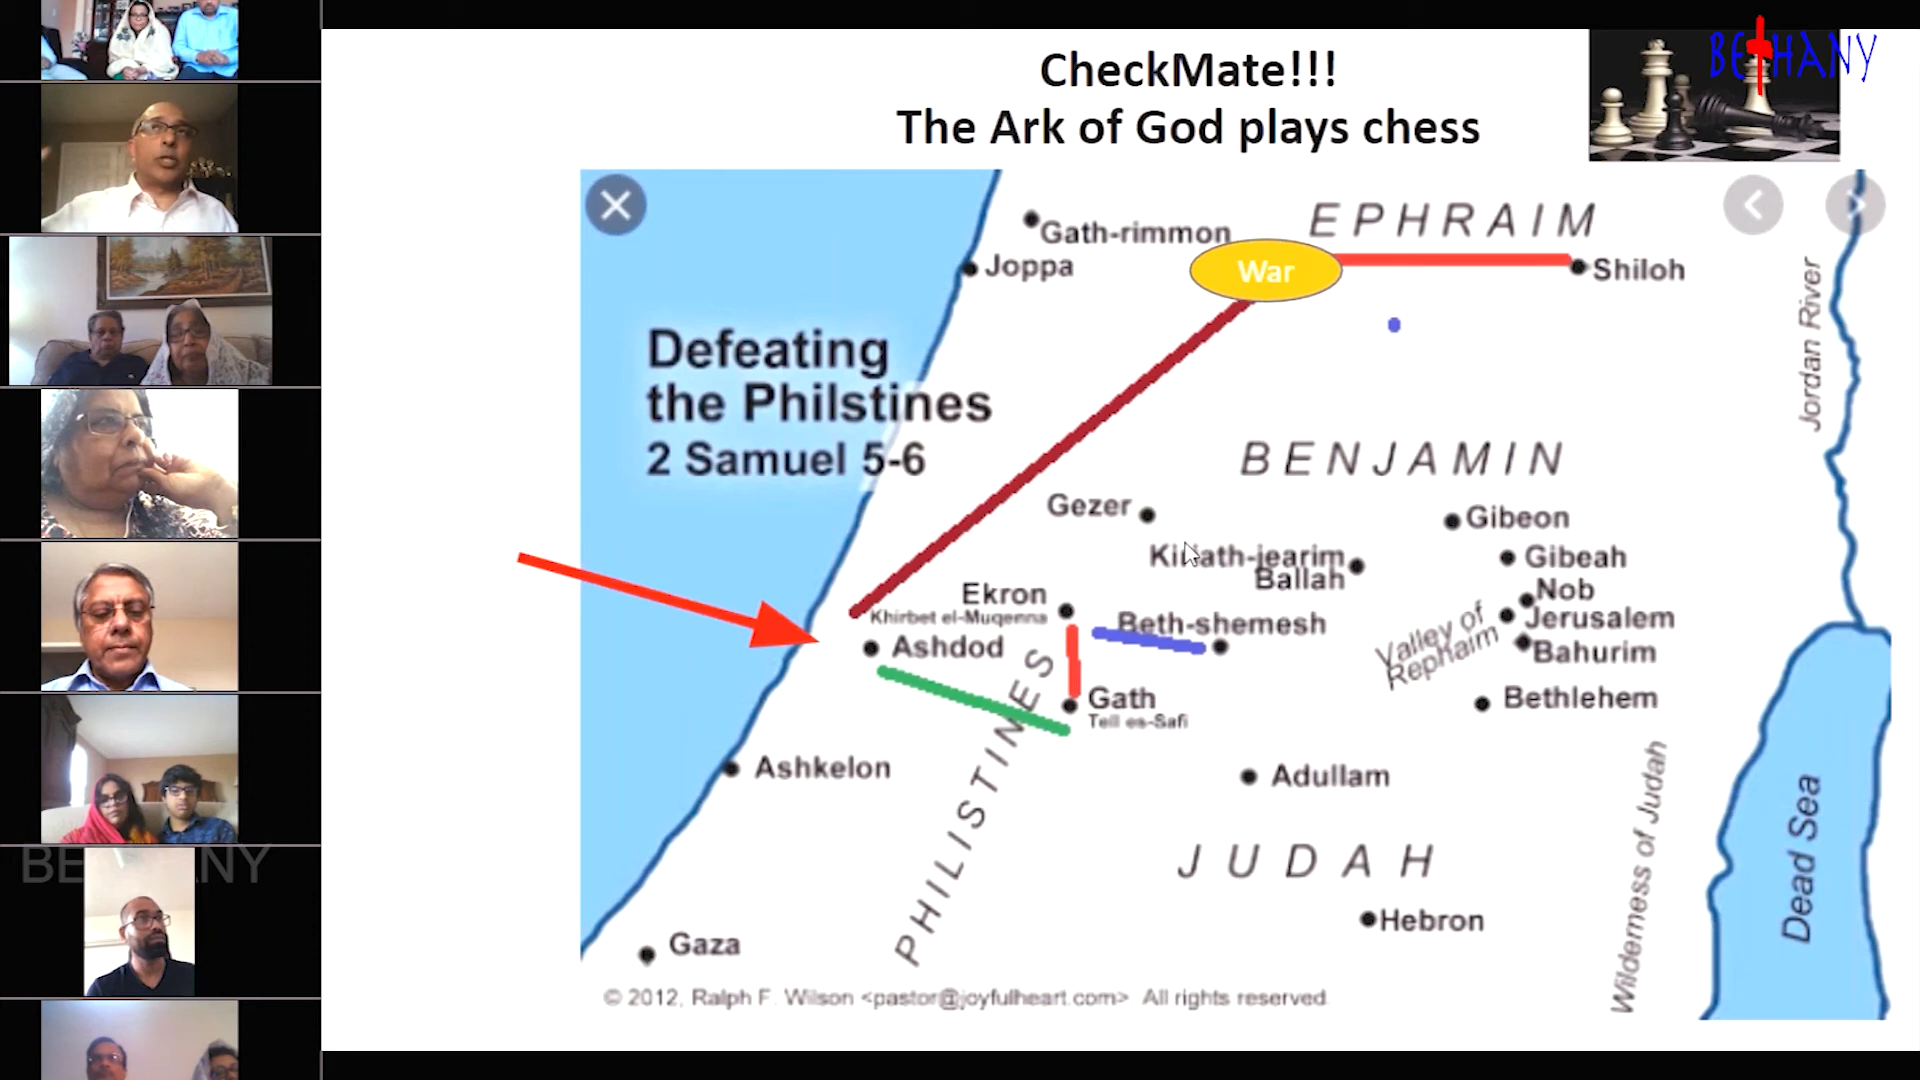 CheckMate!!!
The Ark of God plays chess
BETHANY
EPHRAIM
Gath-rimmon
War
Joppa
Shiloh
Jordan River
Defeating
the Philstines
2 Samuel 5-6
BENJAMIN
Gezer
Gibeon
Kiriath-jearim
Ballah
Gibeah
Ekron
Khirbet el-Muqenna
Nob
Beth-shemesh
Jerusalem
Ashdod
Valley of
Rephaim
Bahurim
Gath
Tell es-Safi
Bethlehem
PHILISTINES
Ashkelon
Adullam
Wilderness of Judah
Dead Sea
JUDAH
Hebron
Gaza
© 2012, Ralph F. Wilson <pastor@joyfulheart.com> All rights reserved.